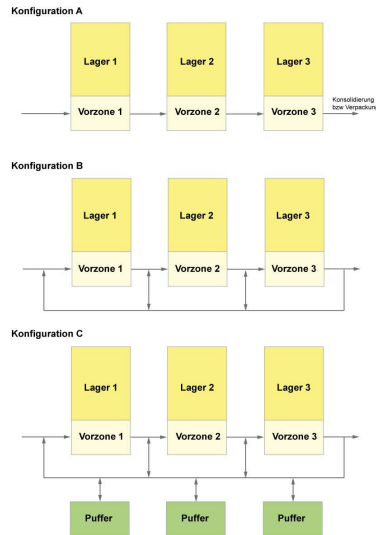 Konfiguration A
Lager 1 Lager 2 Lager 3
Vorzone 1 Vorzone 2 Vorzone 3
Konsolidierung
bzw Verpackung
Konfiguration B
Lager 1 Lager 2 Lager 3
Vorzone 1 Vorzone 2 Vorzone 3
Konfiguration C
Lager 1 Lager 2 Lager 3
Vorzone 1 Vorzone 2 Vorzone 3
Puffer Puffer Puffer